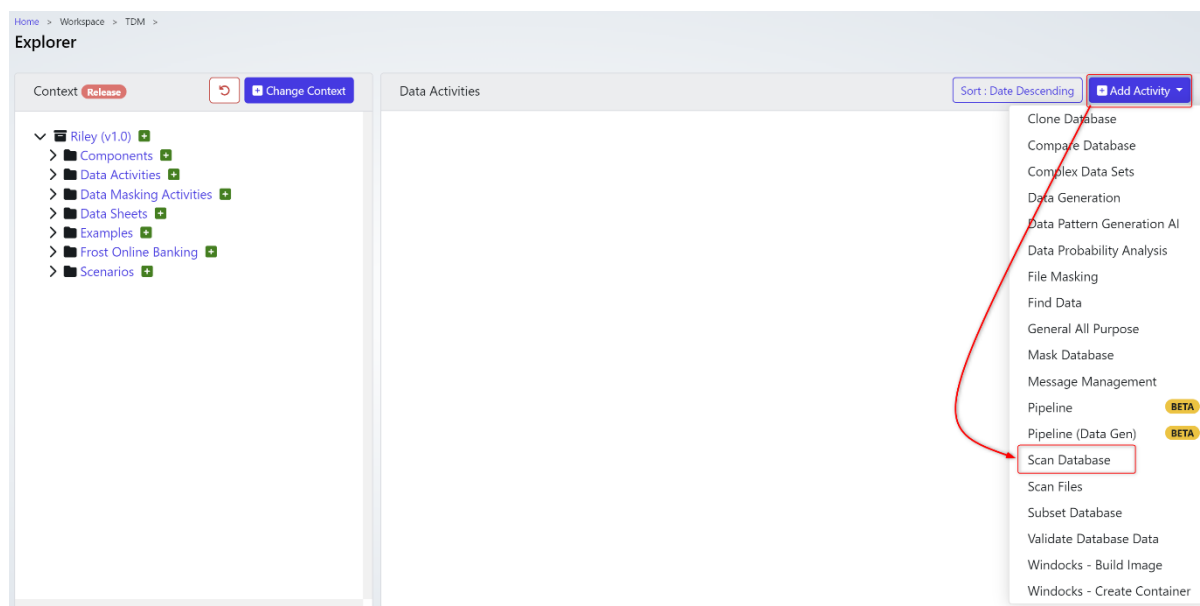 Home > Workspace > TDM >
Explorer
Context Release
Change Context
Data Activities
Sort : Date Descending
Add Activity
Riley (v1.0)
Components
Data Activities
Data Masking Activities
Data Sheets
Examples
Frost Online Banking
Scenarios
Clone Database
Compare Database
Complex Data Sets
Data Generation
Data Pattern Generation AI
Data Probability Analysis
File Masking
Find Data
General All Purpose
Mask Database
Message Management
Pipeline BETA
Pipeline (Data Gen) BETA
Scan Database
Scan Files
Subset Database
Validate Database Data
Windocks - Build Image
Windocks - Create Container